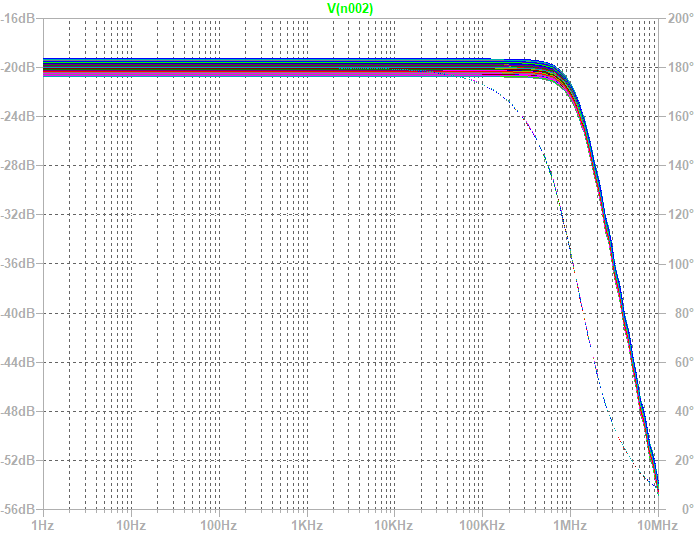 V(n002)
-16dB
-20dB
-24dB
-28dB
-32dB
-36dB
-40dB
-44dB
-48dB
-52dB
-56dB
200°
180°
160°
140°
120°
100°
80°
60°
40°
20°
0°
1Hz 10Hz 100Hz 1KHz 10KHz 100KHz 1MHz 10MHz